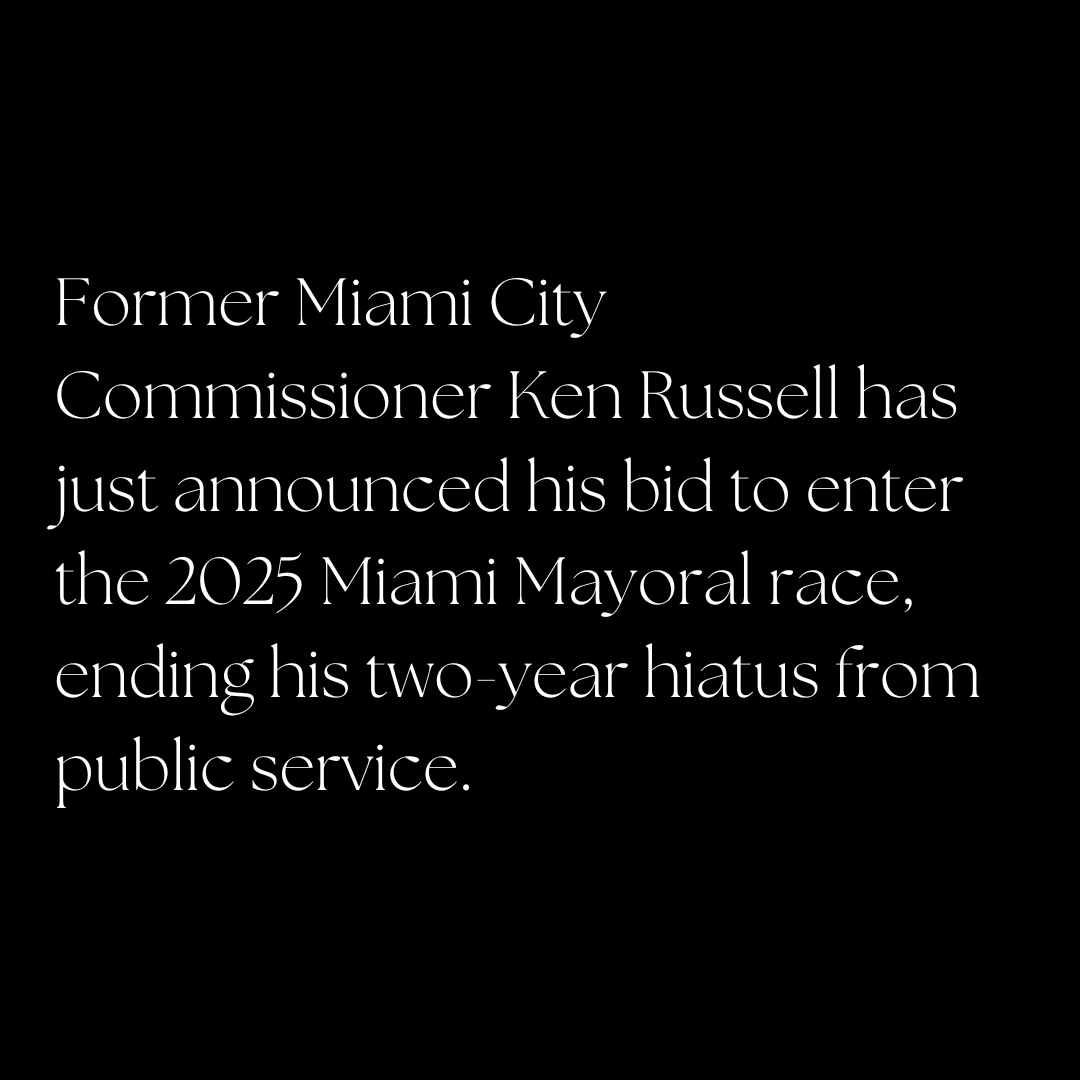 Former Miami City
Commissioner Ken Russell has
just announced his bid to enter
the 2025 Miami Mayoral race,
ending his two-year hiatus from
public service.